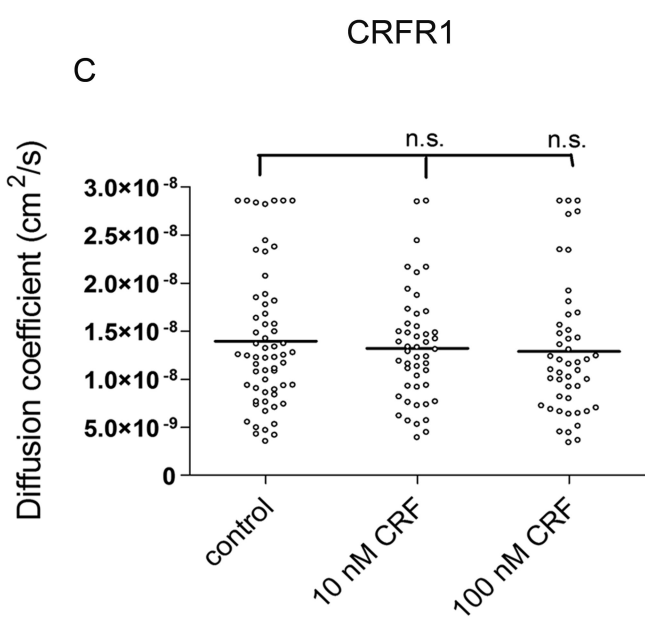 CRFR1
C
n.s. n.s.
Diffusion coefficient (cm²/s)
3.0×10⁻⁸
2.5×10⁻⁸
2.0×10⁻⁸
1.5×10⁻⁸
1.0×10⁻⁸
5.0×10⁻⁹
0
control
10 nM CRF
100 nM CRF